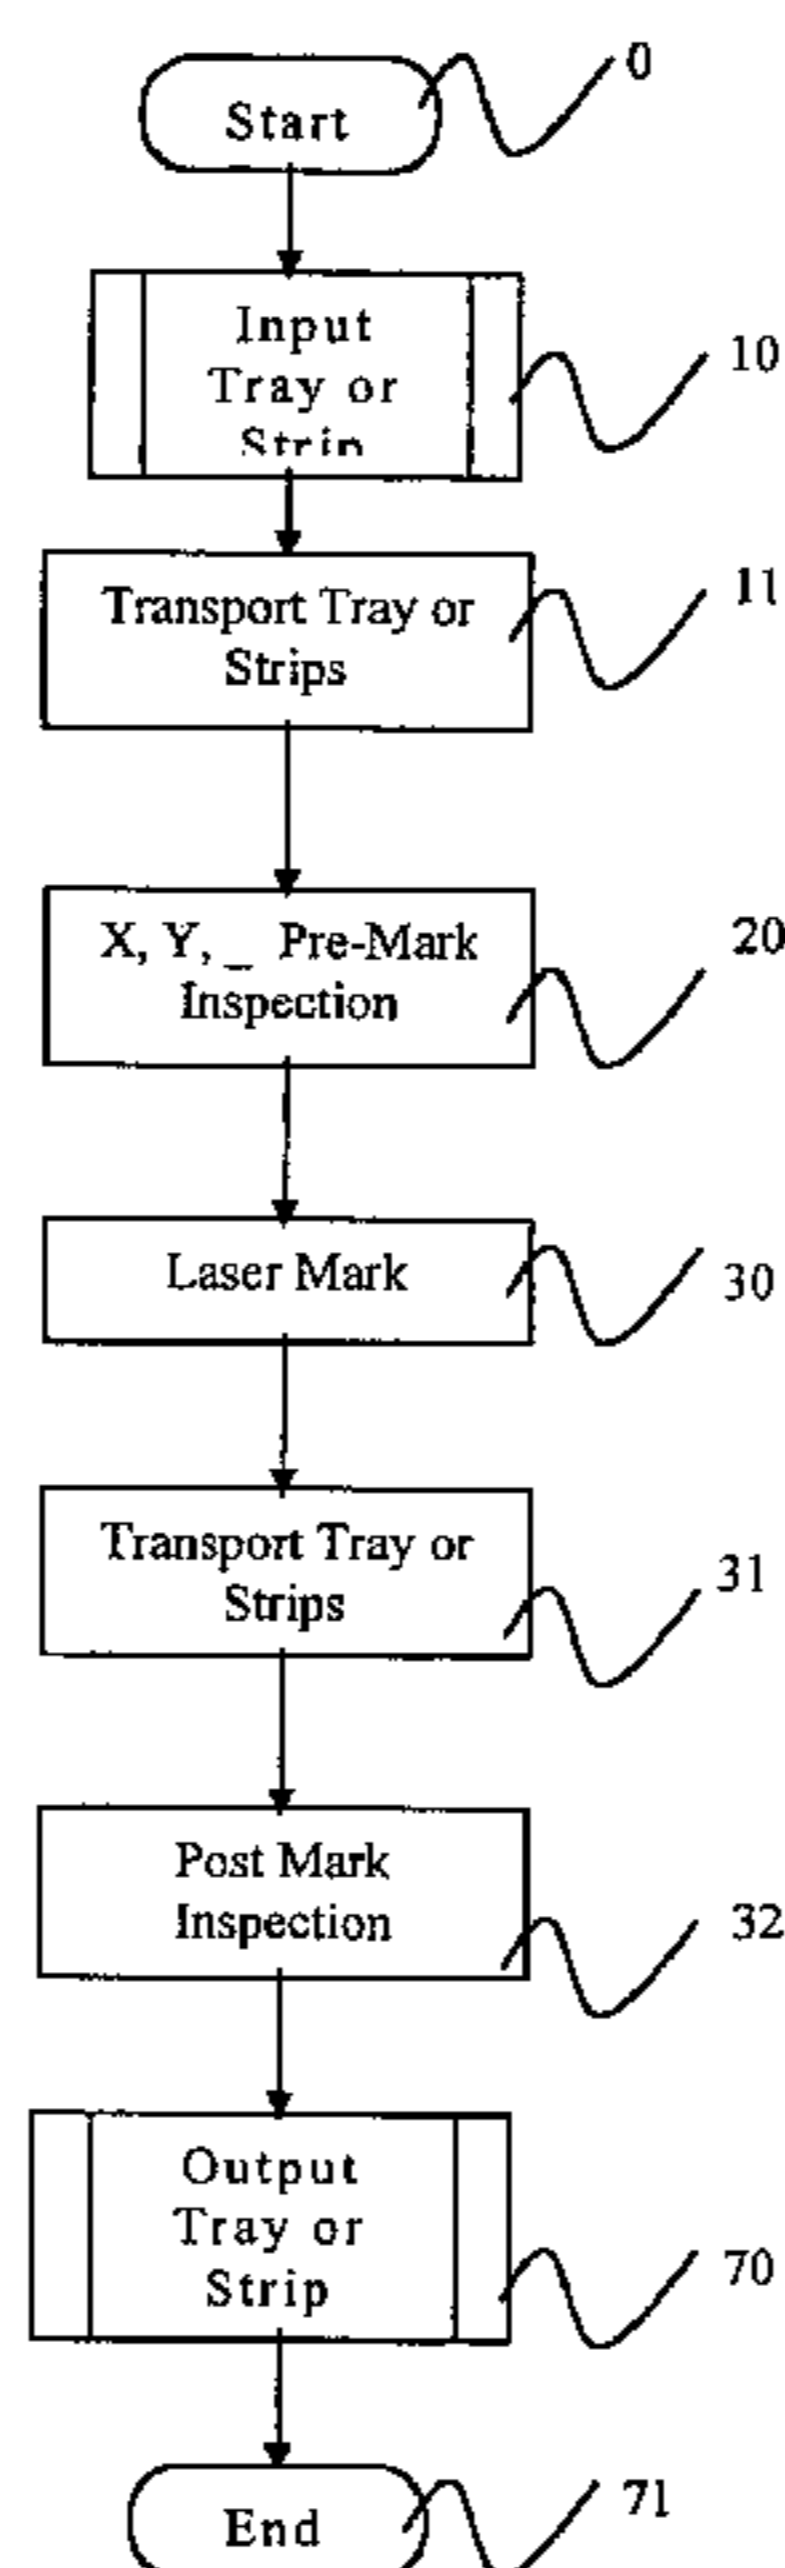 Start
0
Input
Tray or
Strip
10
Transport Tray or
Strips
11
X, Y, _ Pre-Mark
Inspection
20
Laser Mark
30
Transport Tray or
Strips
31
Post Mark
Inspection
32
Output
Tray or
Strip
70
End
71